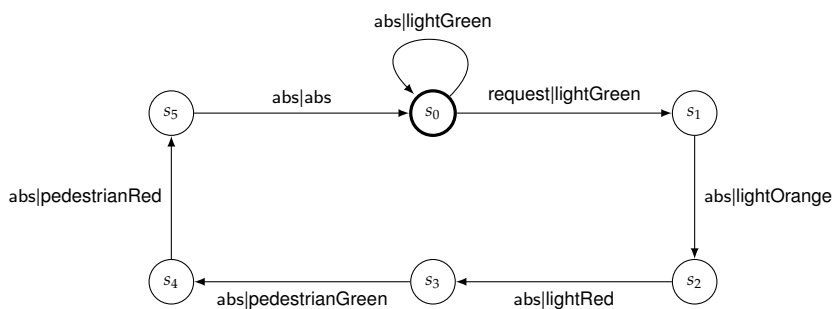 abs|lightGreen
abs|abs
request|lightGreen
s5
s0
s1
abs|pedestrianRed
abs|lightOrange
s4
s3
s2
abs|pedestrianGreen
abs|lightRed